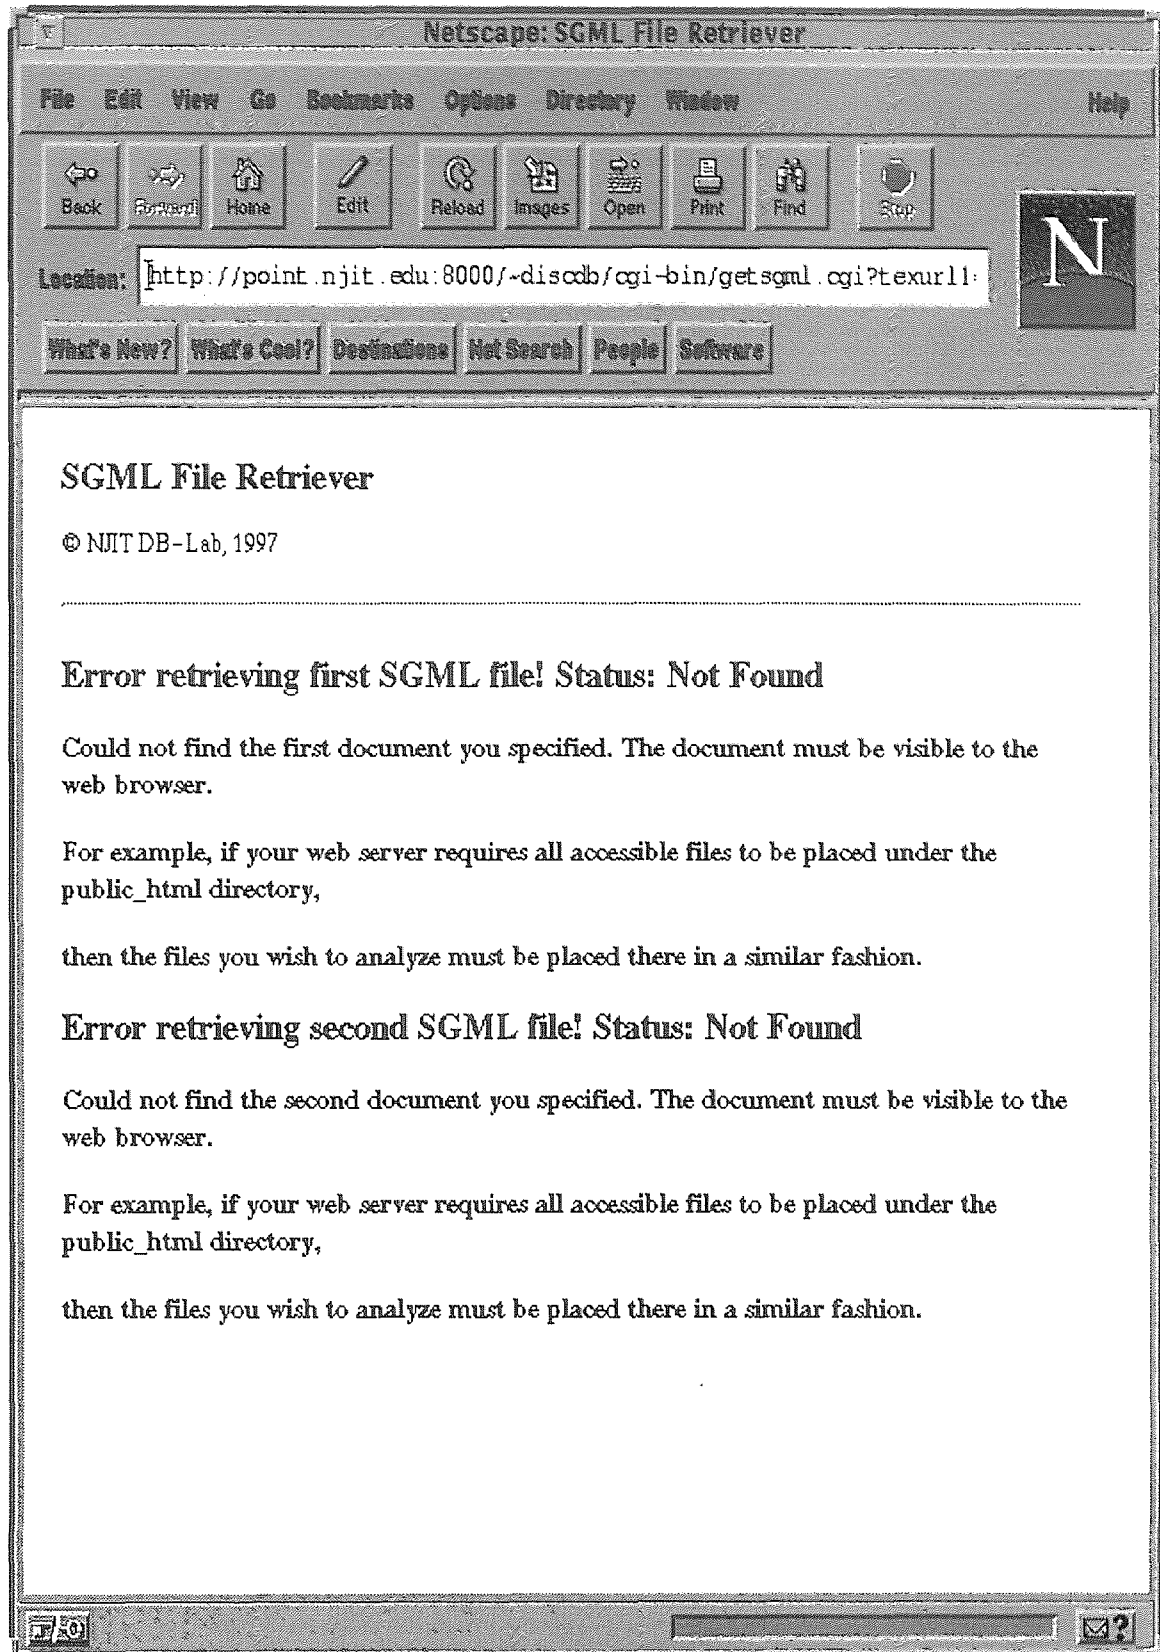 Netscape: SGML File Retriever
File Edit View Go Bookmarks Options Directory Window Help
Back Forward Home Edit Reload Images Open Print Find Stop
N
Location: http://point.njit.edu:8000/~discdb/cgi-bin/getsgml.cgi?texurl1
What's New? What's Cool? Destinations Net Search People Software
SGML File Retriever
© NJIT DB-Lab, 1997
Error retrieving first SGML file! Status: Not Found
Could not find the first document you specified. The document must be visible to the
web browser.
For example, if your web server requires all accessible files to be placed under the
public_html directory,
then the files you wish to analyze must be placed there in a similar fashion.
Error retrieving second SGML file! Status: Not Found
Could not find the second document you specified. The document must be visible to the
web browser.
For example, if your web server requires all accessible files to be placed under the
public_html directory,
then the files you wish to analyze must be placed there in a similar fashion.
?